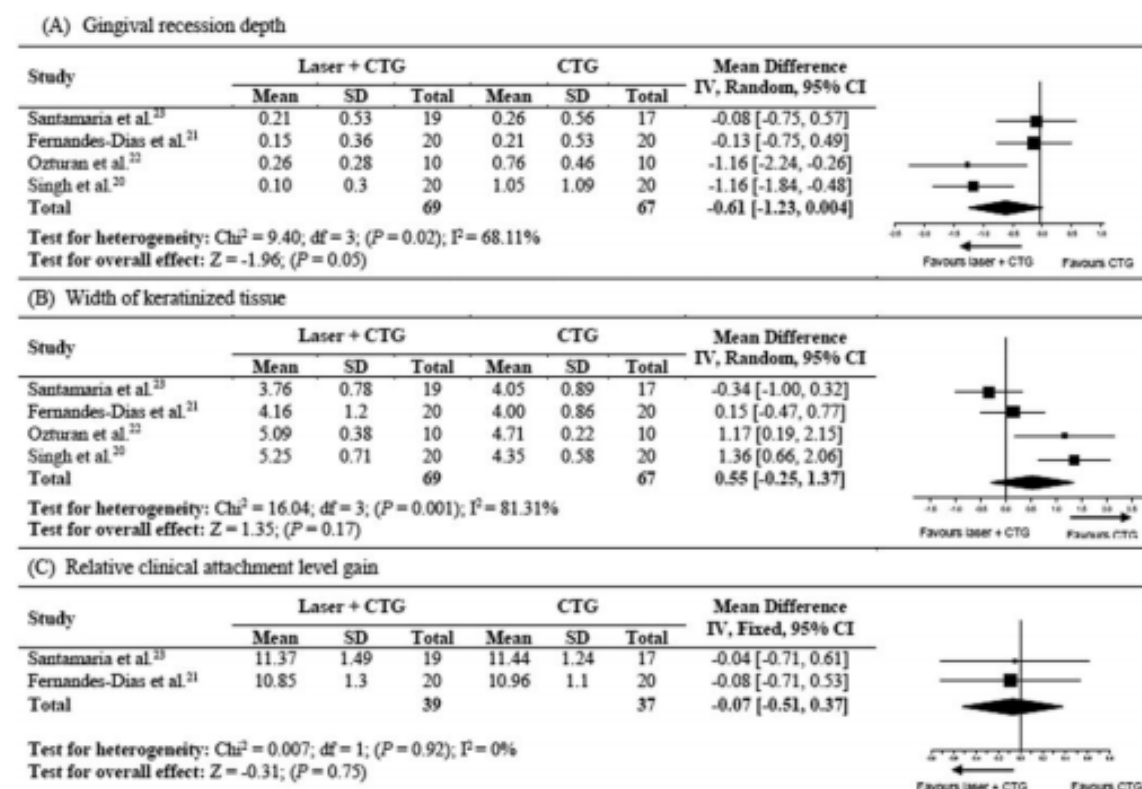 (A) Gingival recession depth
Study Laser + CTG CTG Mean Difference IV, Random, 95% CI
Mean SD Total Mean SD Total
Santamaria et al.²³ 0.21 0.53 19 0.26 0.56 17 -0.08 [-0.75, 0.57]
Fernandes-Dias et al.²¹ 0.15 0.36 20 0.21 0.53 20 -0.13 [-0.75, 0.49]
Ozturan et al.²² 0.26 0.28 10 0.76 0.46 10 -1.16 [-2.24, -0.26]
Singh et al.²⁰ 0.10 0.3 20 1.05 1.09 20 -1.16 [-1.84, -0.48]
Total 69 67 -0.61 [-1.23, 0.004]
Test for heterogeneity: Chi² = 9.40; df = 3; (P = 0.02); I² = 68.11%
Test for overall effect: Z = -1.96; (P = 0.05)
Favours laser + CTG Favours CTG
(B) Width of keratinized tissue
Study Laser + CTG CTG Mean Difference IV, Random, 95% CI
Mean SD Total Mean SD Total
Santamaria et al.²³ 3.76 0.78 19 4.05 0.89 17 -0.34 [-1.00, 0.32]
Fernandes-Dias et al.²¹ 4.16 1.2 20 4.00 0.86 20 0.15 [-0.47, 0.77]
Ozturan et al.²² 5.09 0.38 10 4.71 0.22 10 1.17 [0.19, 2.15]
Singh et al.²⁰ 5.25 0.71 20 4.35 0.58 20 1.36 [0.66, 2.06]
Total 69 67 0.55 [-0.25, 1.37]
Test for heterogeneity: Chi² = 16.04; df = 3; (P = 0.001); I² = 81.31%
Test for overall effect: Z = 1.35; (P = 0.17)
Favours laser + CTG Favours CTG
(C) Relative clinical attachment level gain
Study Laser + CTG CTG Mean Difference IV, Fixed, 95% CI
Mean SD Total Mean SD Total
Santamaria et al.²³ 11.37 1.49 19 11.44 1.24 17 -0.04 [-0.71, 0.61]
Fernandes-Dias et al.²¹ 10.85 1.3 20 10.96 1.1 20 -0.08 [-0.71, 0.53]
Total 39 37 -0.07 [-0.51, 0.37]
Test for heterogeneity: Chi² = 0.007; df = 1; (P = 0.92); I² = 0%
Test for overall effect: Z = -0.31; (P = 0.75)
Favours laser + CTG Favours CTG